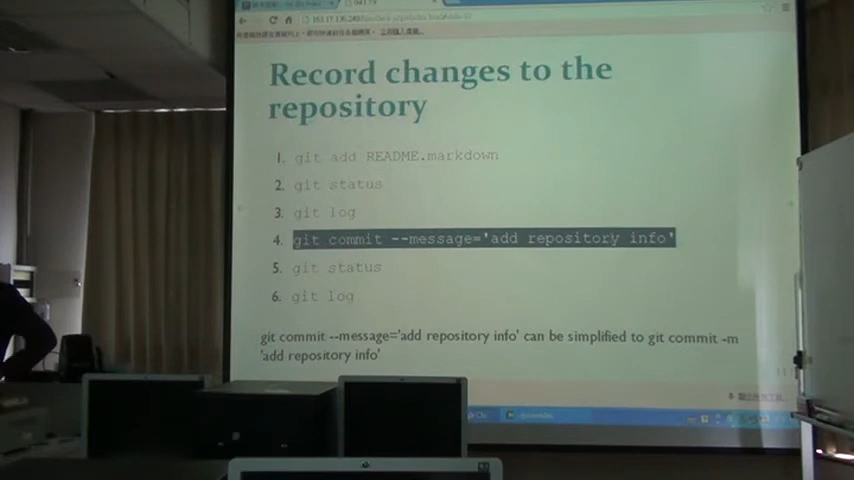 Record changes to the
repository
1. git add README.markdown
2. git status
3. git log
4. git commit --message='add repository info'
5. git status
6. git log
git commit --message='add repository info' can be simplified to git commit -m
'add repository info'